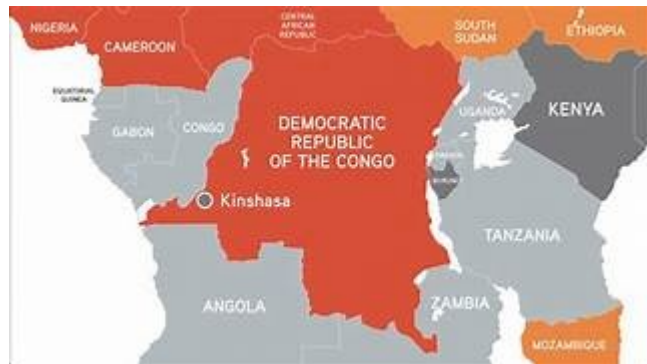 NIGERIA
CAMEROON
CENTRAL
AFRICAN
REPUBLIC
SOUTH
SUDAN
ETHIOPIA
EQUATORIAL
GUINEA
GABON
CONGO
DEMOCRATIC
REPUBLIC
OF THE CONGO
UGANDA
KENYA
BURUNDI
Kinshasa
TANZANIA
ANGOLA
ZAMBIA
MOZAMBIQUE